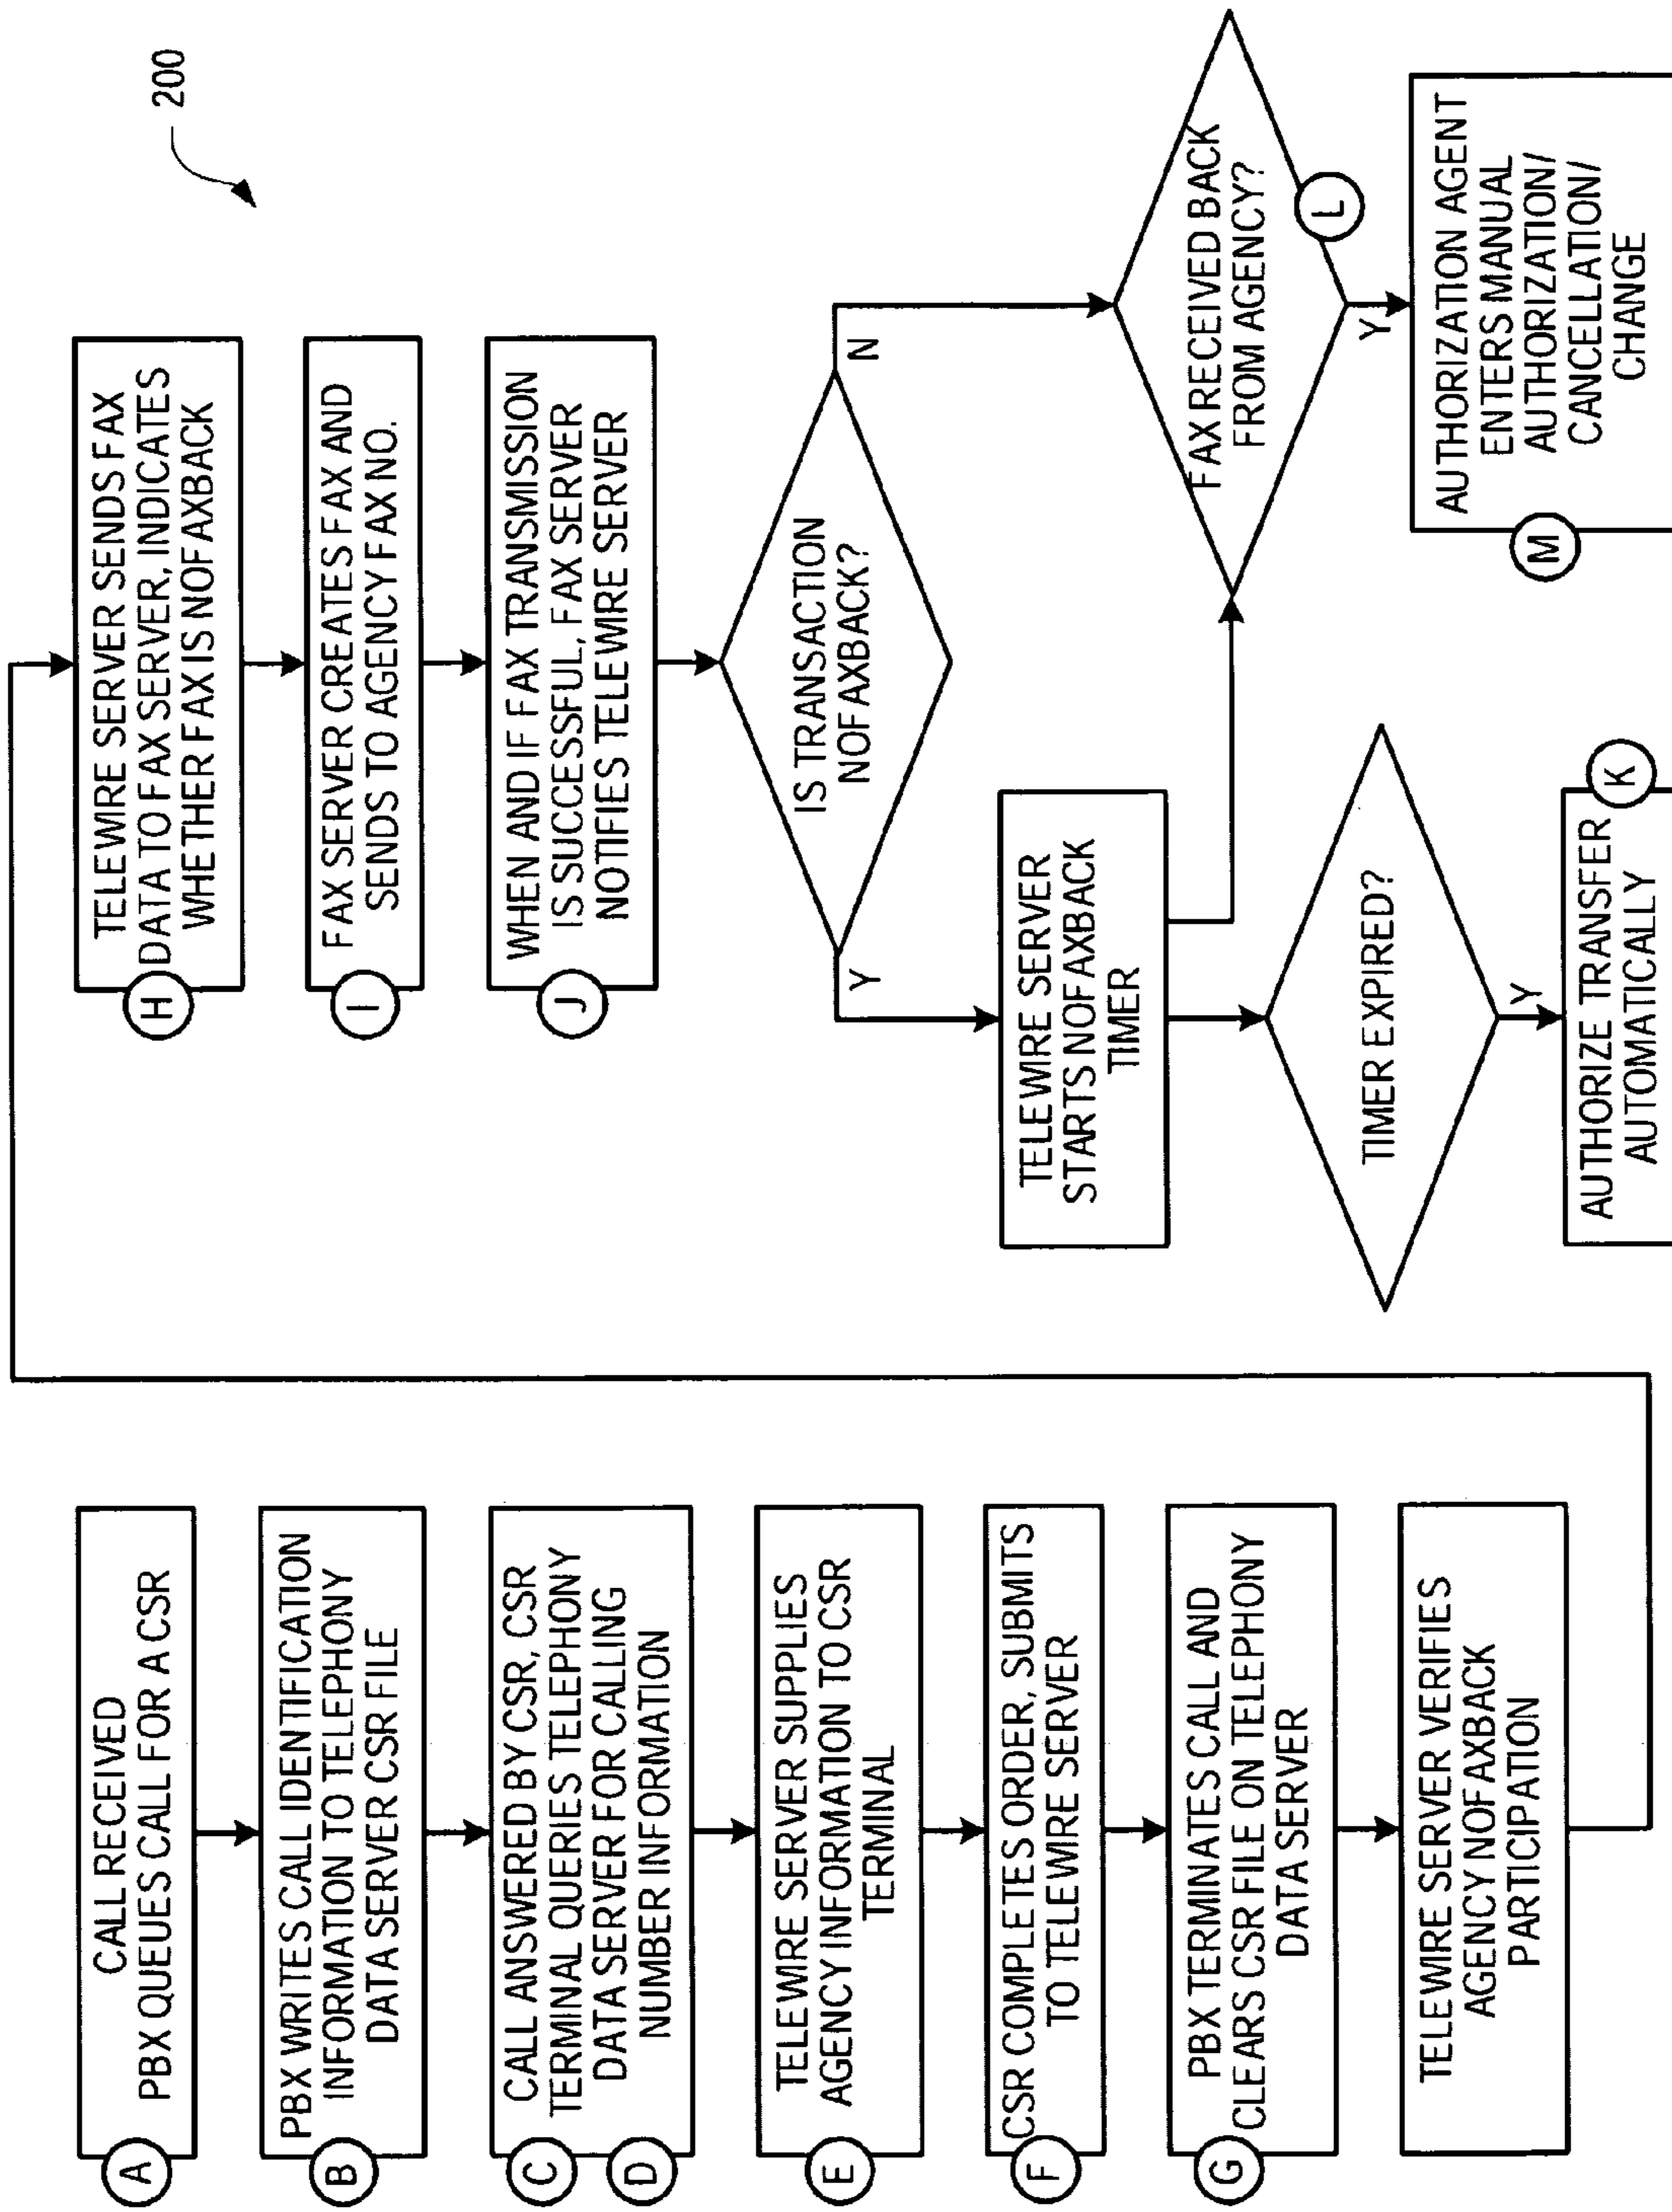 200
A
CALL RECEIVED
PBX QUEUES CALL FOR A CSR
B
PBX WRITES CALL IDENTIFICATION
INFORMATION TO TELEPHONY
DATA SERVER CSR FILE
C
D
CALL ANSWERED BY CSR, CSR
TERMINAL QUERIES TELEPHONY
DATA SERVER FOR CALLING
NUMBER INFORMATION
E
TELEWIRE SERVER SUPPLIES
AGENCY INFORMATION TO CSR
TERMINAL
F
CSR COMPLETES ORDER, SUBMITS
TO TELEWIRE SERVER
G
PBX TERMINATES CALL AND
CLEARS CSR FILE ON TELEPHONY
DATA SERVER
TELEWIRE SERVER VERIFIES
AGENCY NOFAXBACK
PARTICIPATION
H
TELEWIRE SERVER SENDS FAX
DATA TO FAX SERVER, INDICATES
WHETHER FAX IS NOFAXBACK
I
FAX SERVER CREATES FAX AND
SENDS TO AGENCY FAX NO.
J
WHEN AND IF FAX TRANSMISSION
IS SUCCESSFUL, FAX SERVER
NOTIFIES TELEWIRE SERVER
IS TRANSACTION
NOFAXBACK?
Y
N
TELEWIRE SERVER
STARTS NOFAXBACK
TIMER
TIMER EXPIRED?
Y
AUTHORIZE TRANSFER
AUTOMATICALLY
K
FAX RECEIVED BACK
FROM AGENCY?
L
Y
M
AUTHORIZATION AGENT
ENTERS MANUAL
AUTHORIZATION/
CANCELLATION/
CHANGE